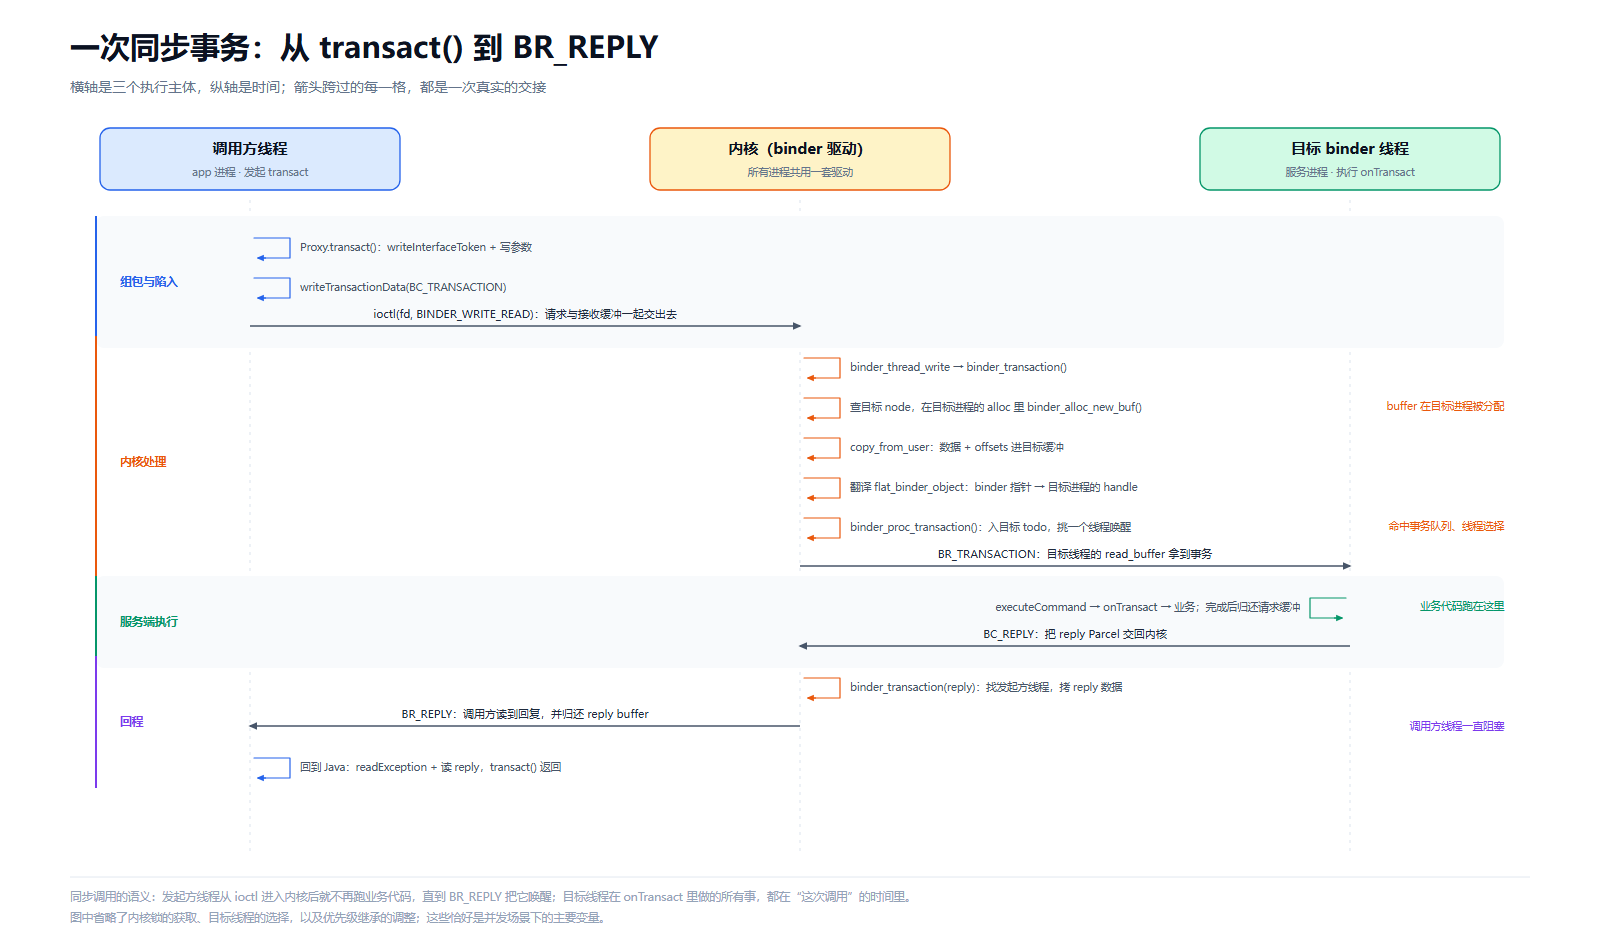 一次同步事务：从 transact() 到 BR_REPLY
横轴是三个执行主体，纵轴是时间；箭头跨过的每一格，都是一次真实的交接
调用方线程
app 进程 · 发起 transact
内核（binder 驱动）
所有进程共用一套驱动
目标 binder 线程
服务进程 · 执行 onTransact
组包与陷入
Proxy.transact()：writeInterfaceToken + 写参数
writeTransactionData(BC_TRANSACTION)
ioctl(fd, BINDER_WRITE_READ)：请求与接收缓冲一起交出去
内核处理
binder_thread_write → binder_transaction()
查目标 node，在目标进程的 alloc 里 binder_alloc_new_buf()
buffer 在目标进程被分配
copy_from_user：数据 + offsets 进目标缓冲
翻译 flat_binder_object：binder 指针 → 目标进程的 handle
binder_proc_transaction()：入目标 todo，挑一个线程唤醒
命中事务队列、线程选择
BR_TRANSACTION：目标线程的 read_buffer 拿到事务
服务端执行
executeCommand → onTransact → 业务；完成后归还请求缓冲
业务代码跑在这里
BC_REPLY：把 reply Parcel 交回内核
回程
binder_transaction(reply)：找发起方线程，拷 reply 数据
BR_REPLY：调用方读到回复，并归还 reply buffer
调用方线程一直阻塞
回到 Java：readException + 读 reply，transact() 返回
同步调用的语义：发起方线程从 ioctl 进入内核后就不再跑业务代码，直到 BR_REPLY 把它唤醒；目标线程在 onTransact 里做的所有事，都在“这次调用”的时间里。
图中省略了内核锁的获取、目标线程的选择，以及优先级继承的调整；这些恰好是并发场景下的主要变量。